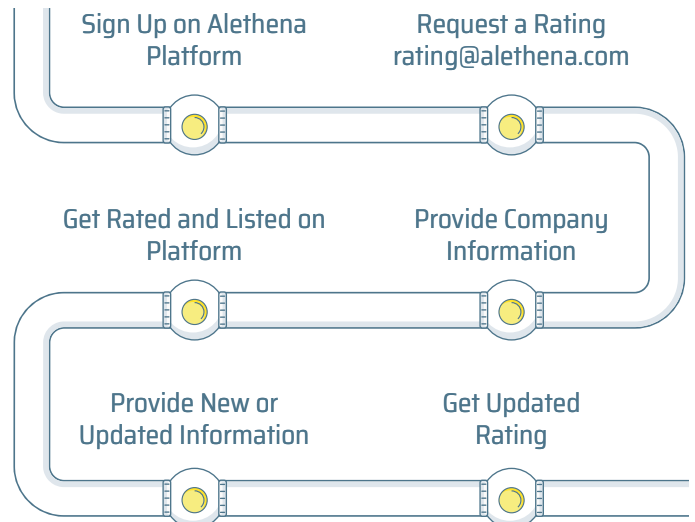 Sign Up on Alethena
Platform
Request a Rating
rating@alethena.com
Get Rated and Listed on
Platform
Provide Company
Information
Provide New or
Updated Information
Get Updated
Rating